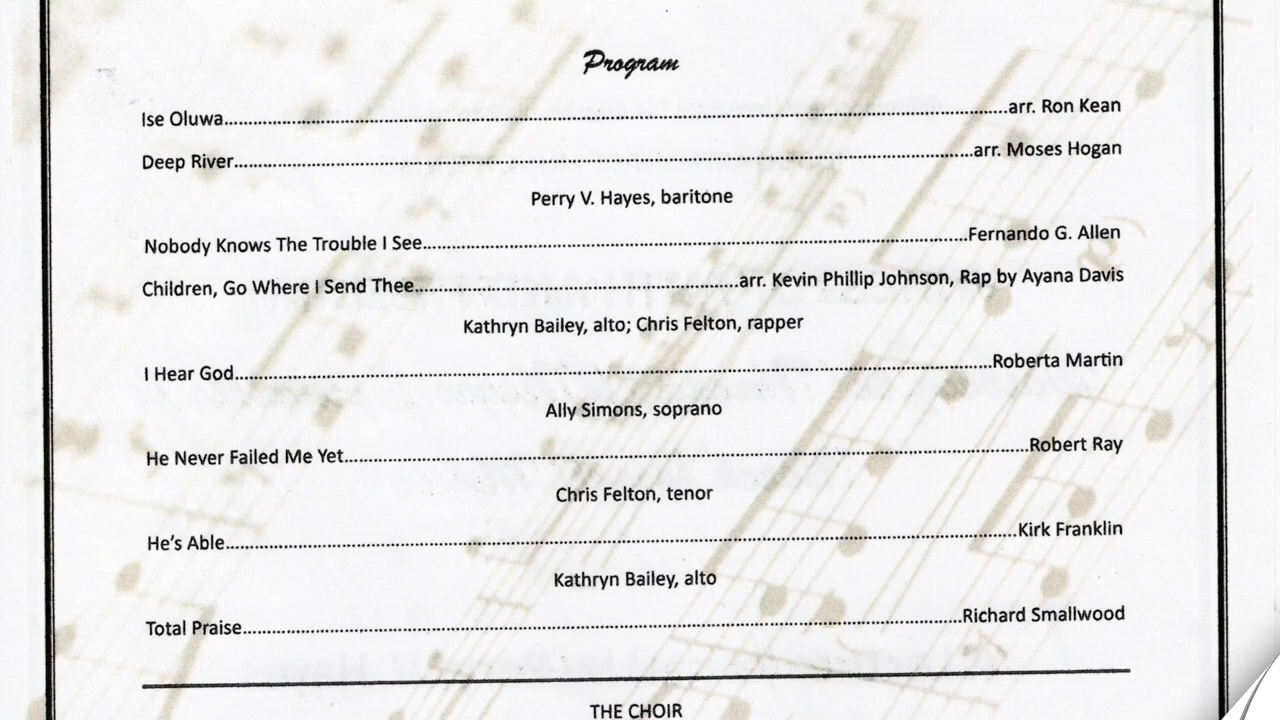 Program
Ise Oluwa....................arr. Ron Kean
Deep River....................arr. Moses Hogan
Perry V. Hayes, baritone
Nobody Knows The Trouble I See....................Fernando G. Allen
Children, Go Where I Send Thee....................arr. Kevin Phillip Johnson, Rap by Ayana Davis
Kathryn Bailey, alto; Chris Felton, rapper
I Hear God....................Roberta Martin
Ally Simons, soprano
He Never Failed Me Yet....................Robert Ray
Chris Felton, tenor
He's Able....................Kirk Franklin
Kathryn Bailey, alto
Total Praise....................Richard Smallwood
THE CHOIR